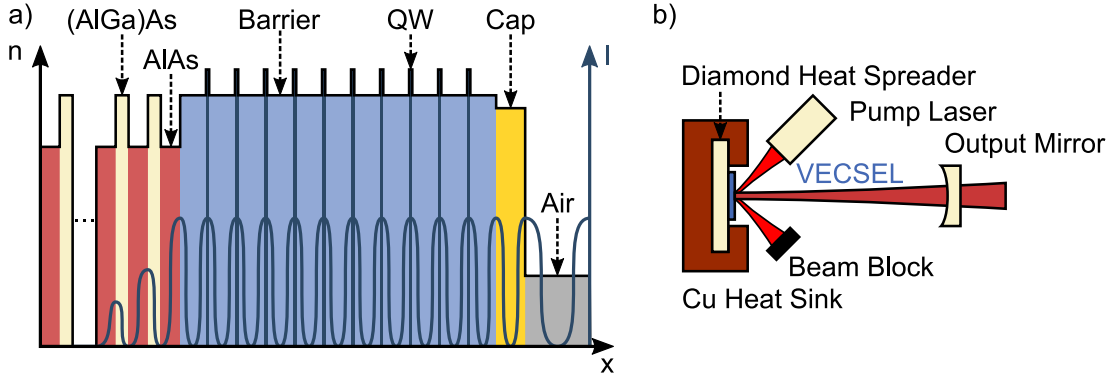 a)
(AlGa)As
Barrier
QW
Cap
b)
n
AlAs
I
Air
x
Diamond Heat Spreader
Pump Laser
Output Mirror
VECSEL
Beam Block
Cu Heat Sink